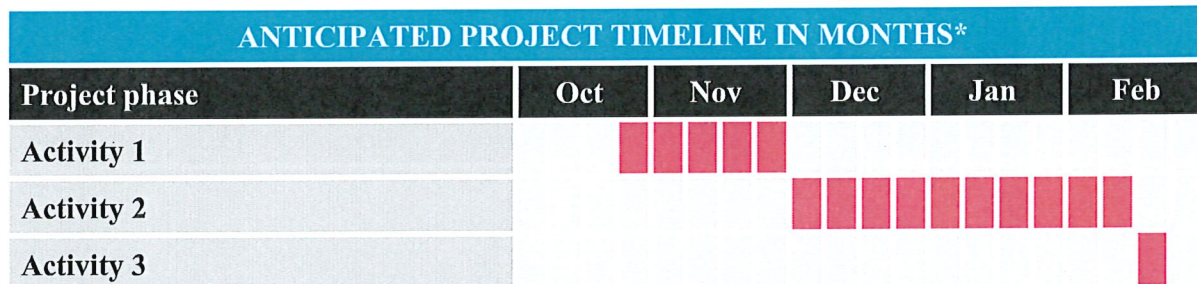 ANTICIPATED PROJECT TIMELINE IN MONTHS*
Project phase Oct Nov Dec Jan Feb
Activity 1
Activity 2
Activity 3